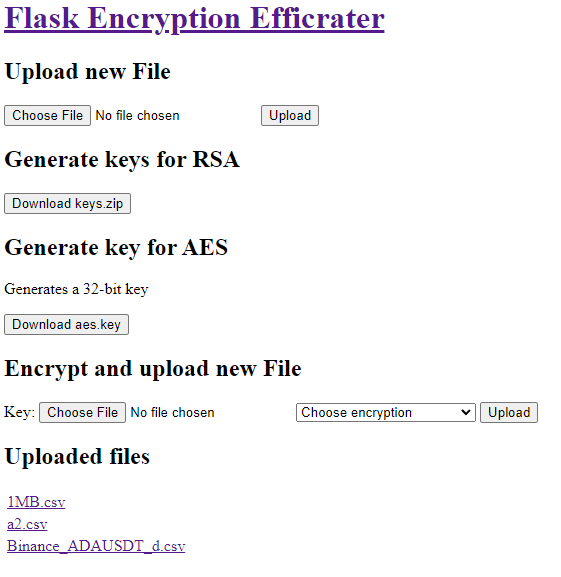 Flask Encryption Efficrater
Upload new File
Choose File No file chosen Upload
Generate keys for RSA
Download keys.zip
Generate key for AES
Generates a 32-bit key
Download aes.key
Encrypt and upload new File
Key: Choose File No file chosen Choose encryption Upload
Uploaded files
1MB.csv
a2.csv
Binance_ADAUSDT_d.csv